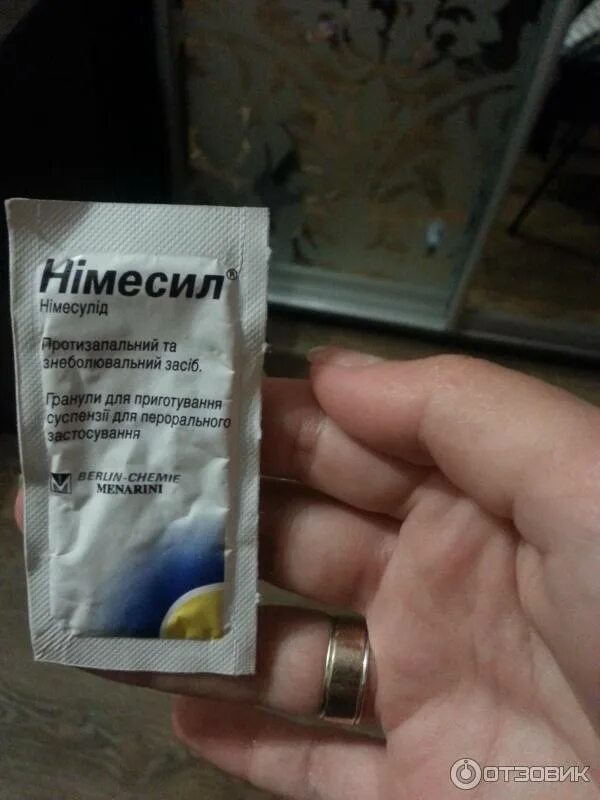 Німесил®
Німесулід
Протизапальний та
знеболювальний засіб.
Гранули для приготування
суспензії для перорального
застосування
BERLIN-CHEMIE
MENARINI
ОТЗОВИК